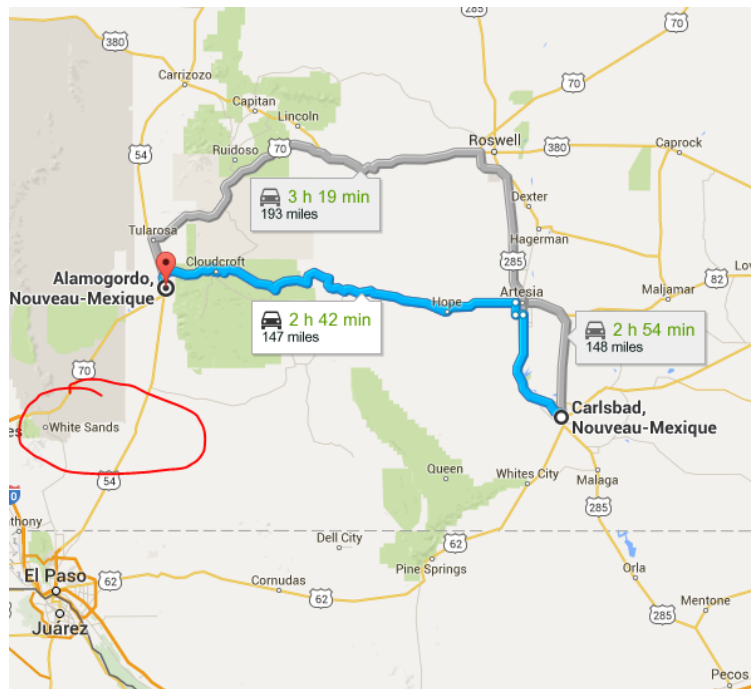 285
380
70
Carrizozo
Capitan
Lincoln
54
Ruidoso
70
Roswell
380
Caprock
3 h 19 min
193 miles
Dexter
Tularosa
Hagerman
Cloudcroft
285
82
Alamogordo,
Nouveau-Mexique
Artesia
Maljamar
Hope
2 h 42 min
147 miles
2 h 54 min
148 miles
70
Carlsbad,
Nouveau-Mexique
White Sands
54
Queen
Whites City
Malaga
285
Dell City
62
Pine Springs
El Paso
62
Cornudas
62
Orla
Juárez
Mentone
285
Pecos